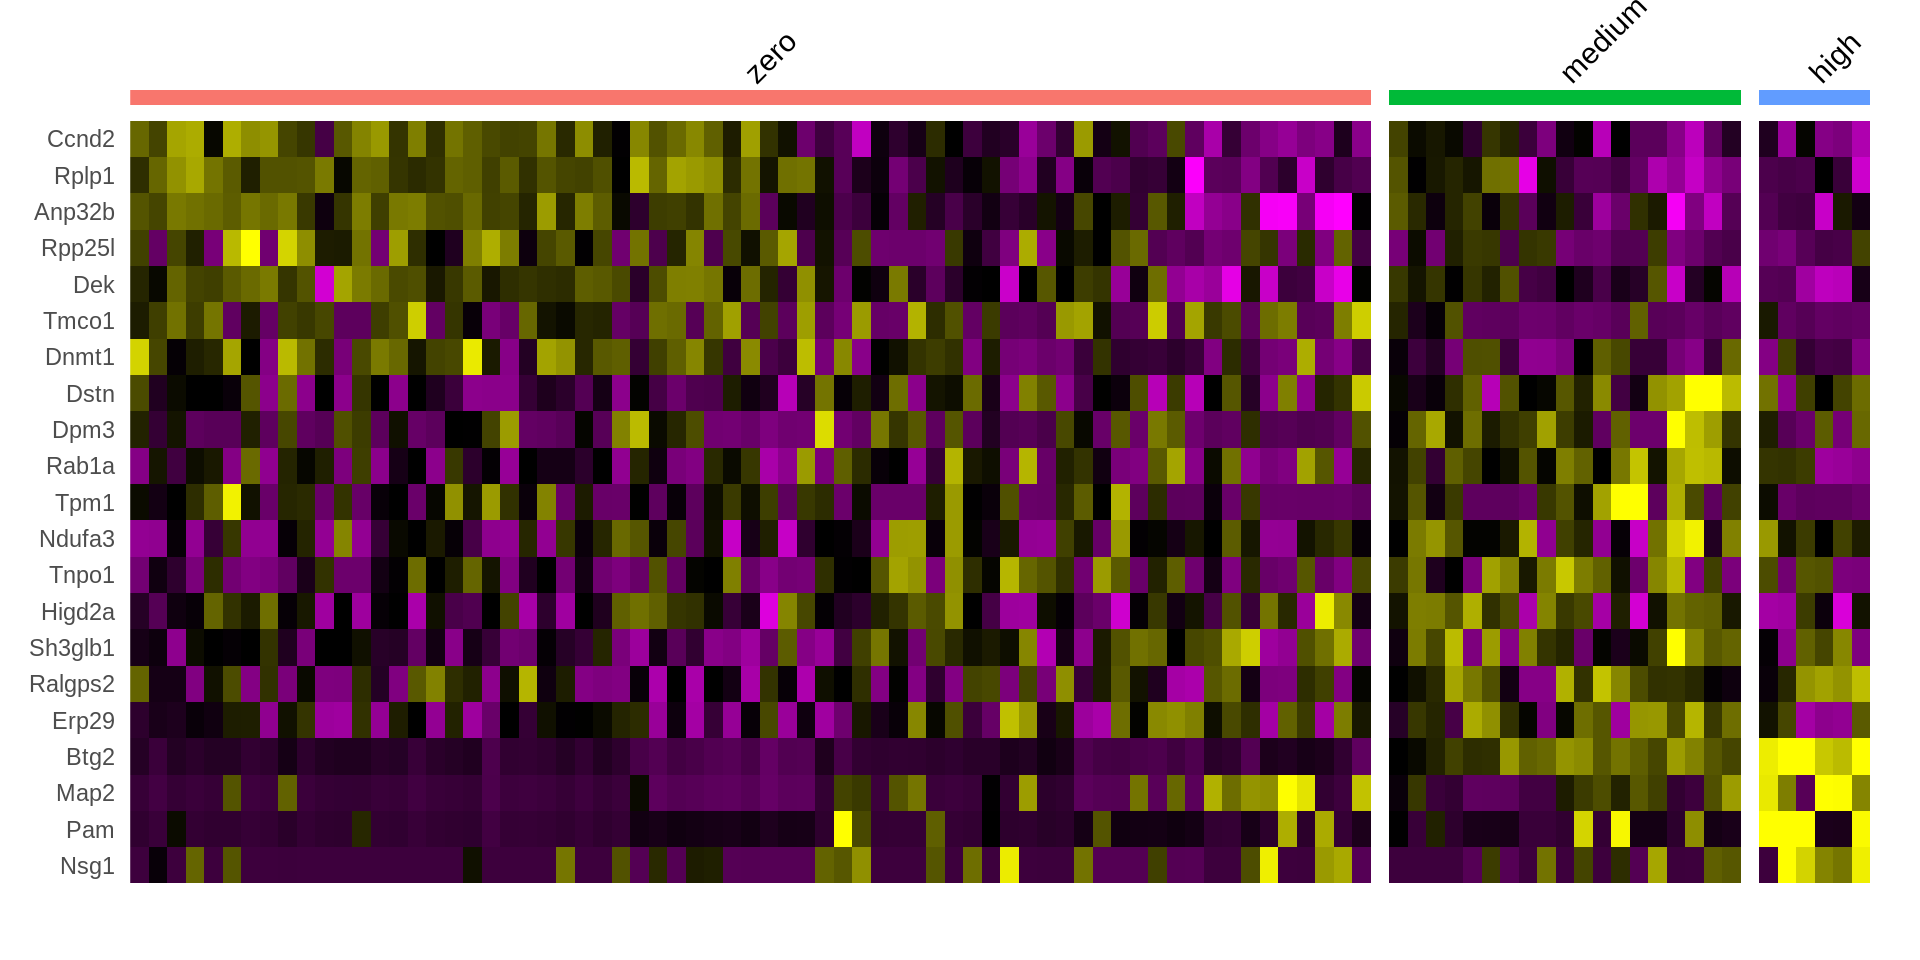 zero
medium
high
Ccnd2
Rplp1
Anp32b
Rpp25l
Dek
Tmco1
Dnmt1
Dstn
Dpm3
Rab1a
Tpm1
Ndufa3
Tnpo1
Higd2a
Sh3glb1
Ralgps2
Erp29
Btg2
Map2
Pam
Nsg1